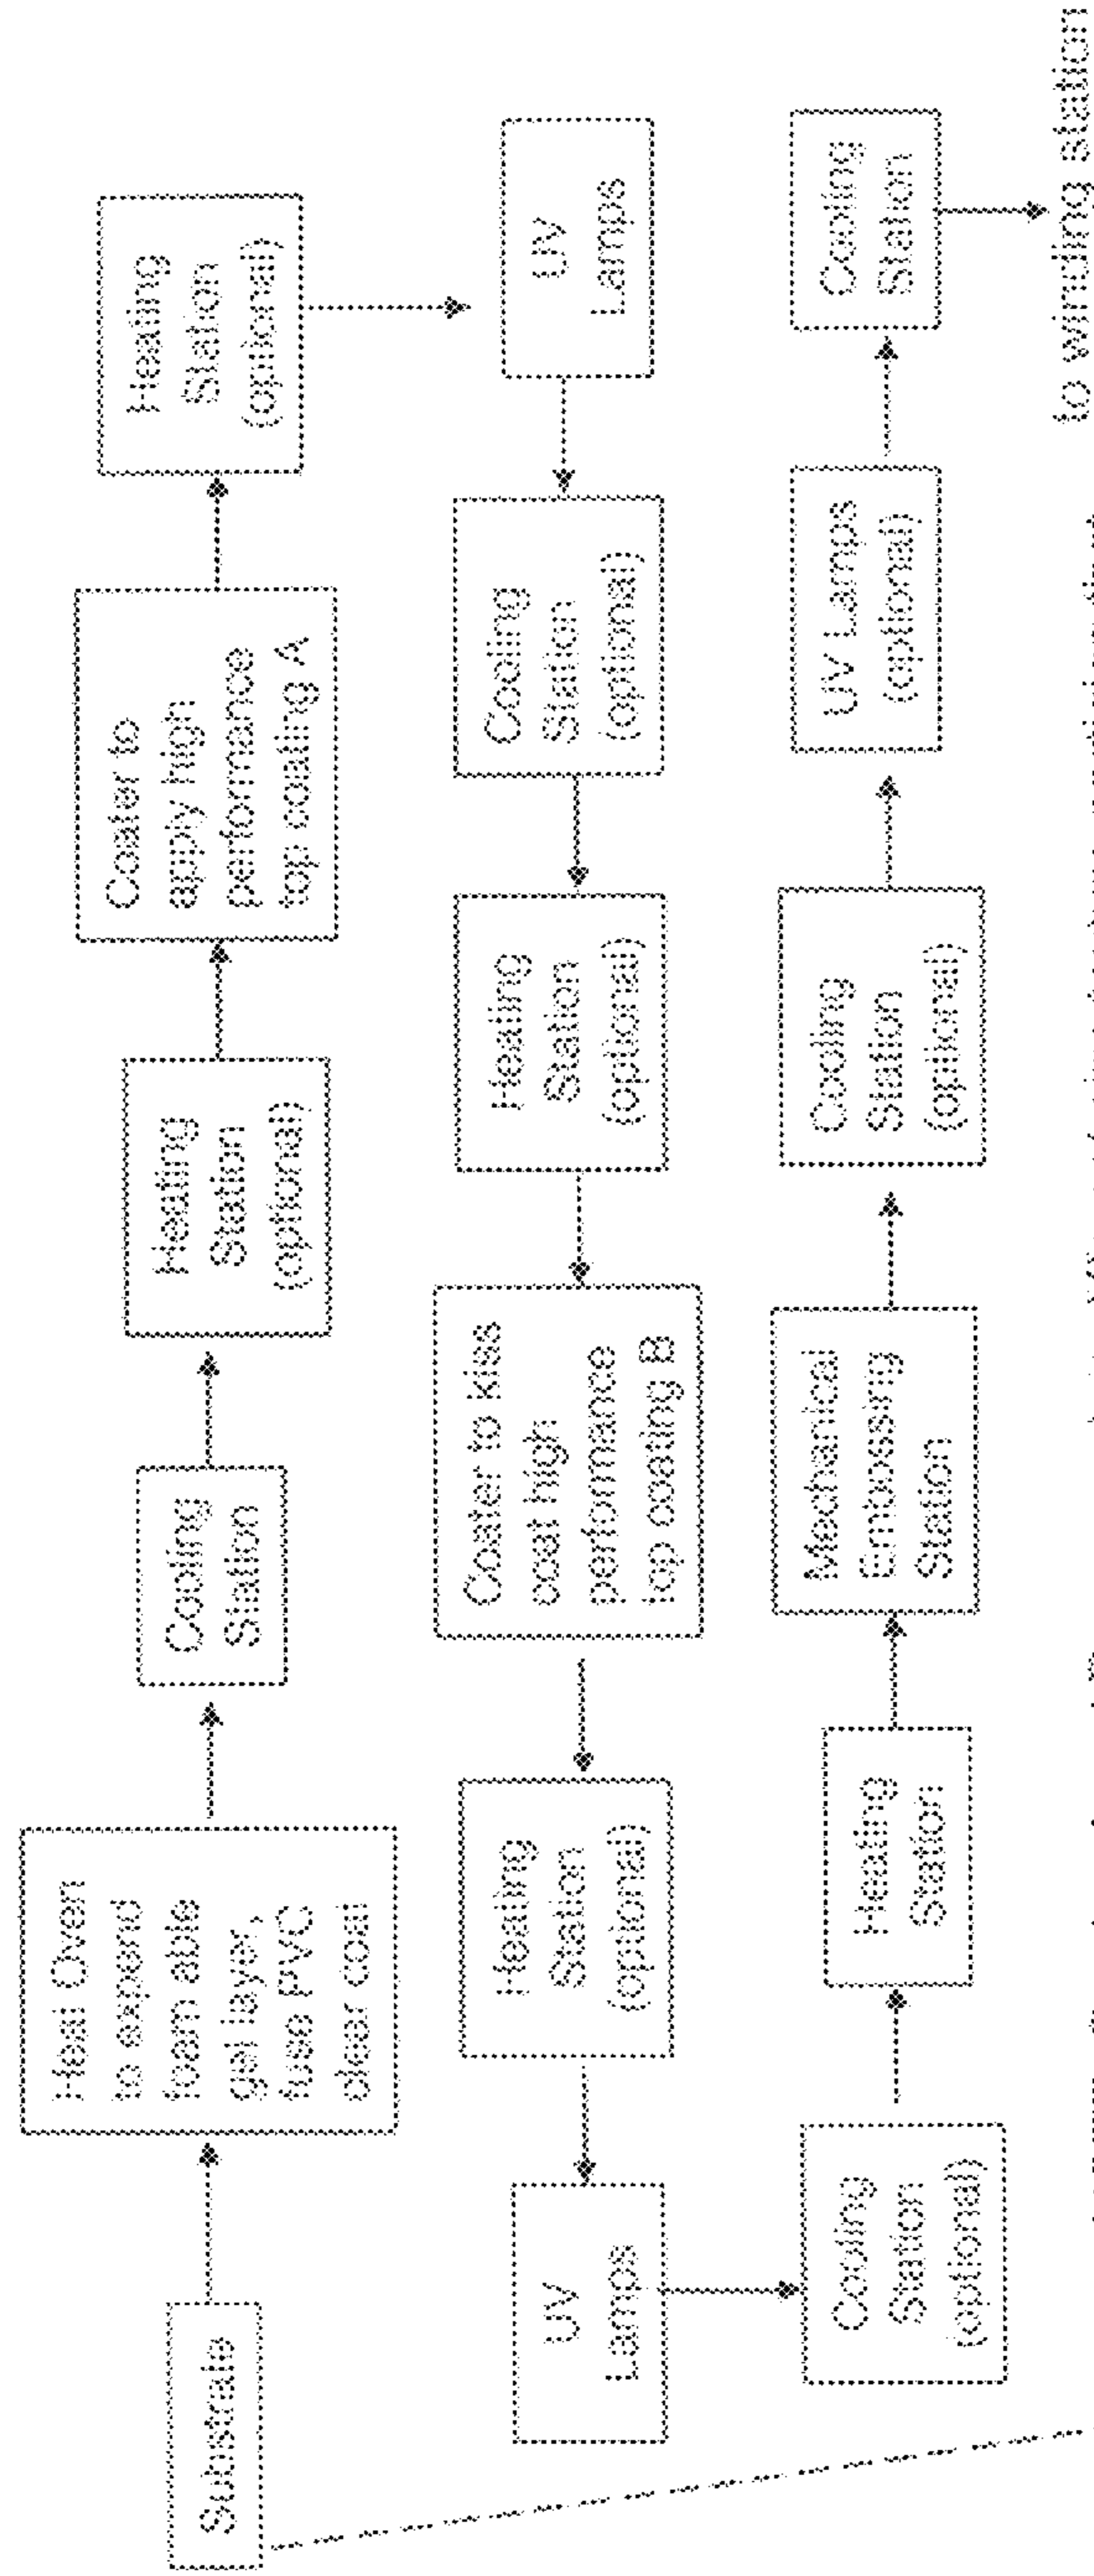 Substrate
Heat Oven
to expand
foam able
gel layer,
fuse PVC
clear coat
Cooling
Station
Heating
Station
(optional)
Coater to
apply high
performance
top coating A
Heating
Station
(optional)
UV
Lamps
Cooling
Station
(optional)
Heating
Station
(optional)
Coater to kiss
coat high
performance
top coating B
Heating
Station
(optional)
UV
Lamps
Cooling
Station
(optional)
Heating
Station
Mechanical
Embossing
Station
Cooling
Station
(optional)
UV Lamps
(optional)
Cooling
Station
to winding station